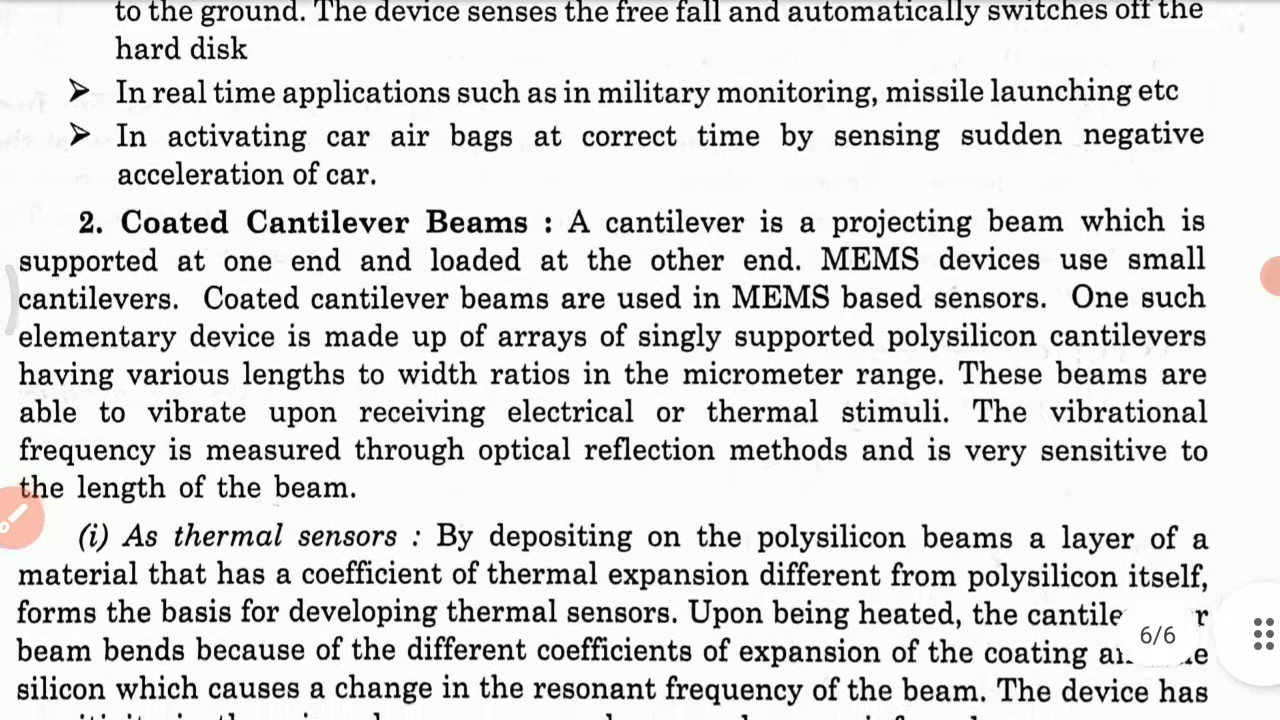 to the ground. The device senses the free fall and automatically switches off the
hard disk
➢ In real time applications such as in military monitoring, missile launching etc
➢ In activating car air bags at correct time by sensing sudden negative
acceleration of car.
2. Coated Cantilever Beams : A cantilever is a projecting beam which is
supported at one end and loaded at the other end. MEMS devices use small
cantilevers. Coated cantilever beams are used in MEMS based sensors. One such
elementary device is made up of arrays of singly supported polysilicon cantilevers
having various lengths to width ratios in the micrometer range. These beams are
able to vibrate upon receiving electrical or thermal stimuli. The vibrational
frequency is measured through optical reflection methods and is very sensitive to
the length of the beam.
(i) As thermal sensors : By depositing on the polysilicon beams a layer of a
material that has a coefficient of thermal expansion different from polysilicon itself,
forms the basis for developing thermal sensors. Upon being heated, the
beam bends because of the different coefficients of expansion of the coating
silicon which causes a change in the resonant frequency of the beam. The device has
6/6